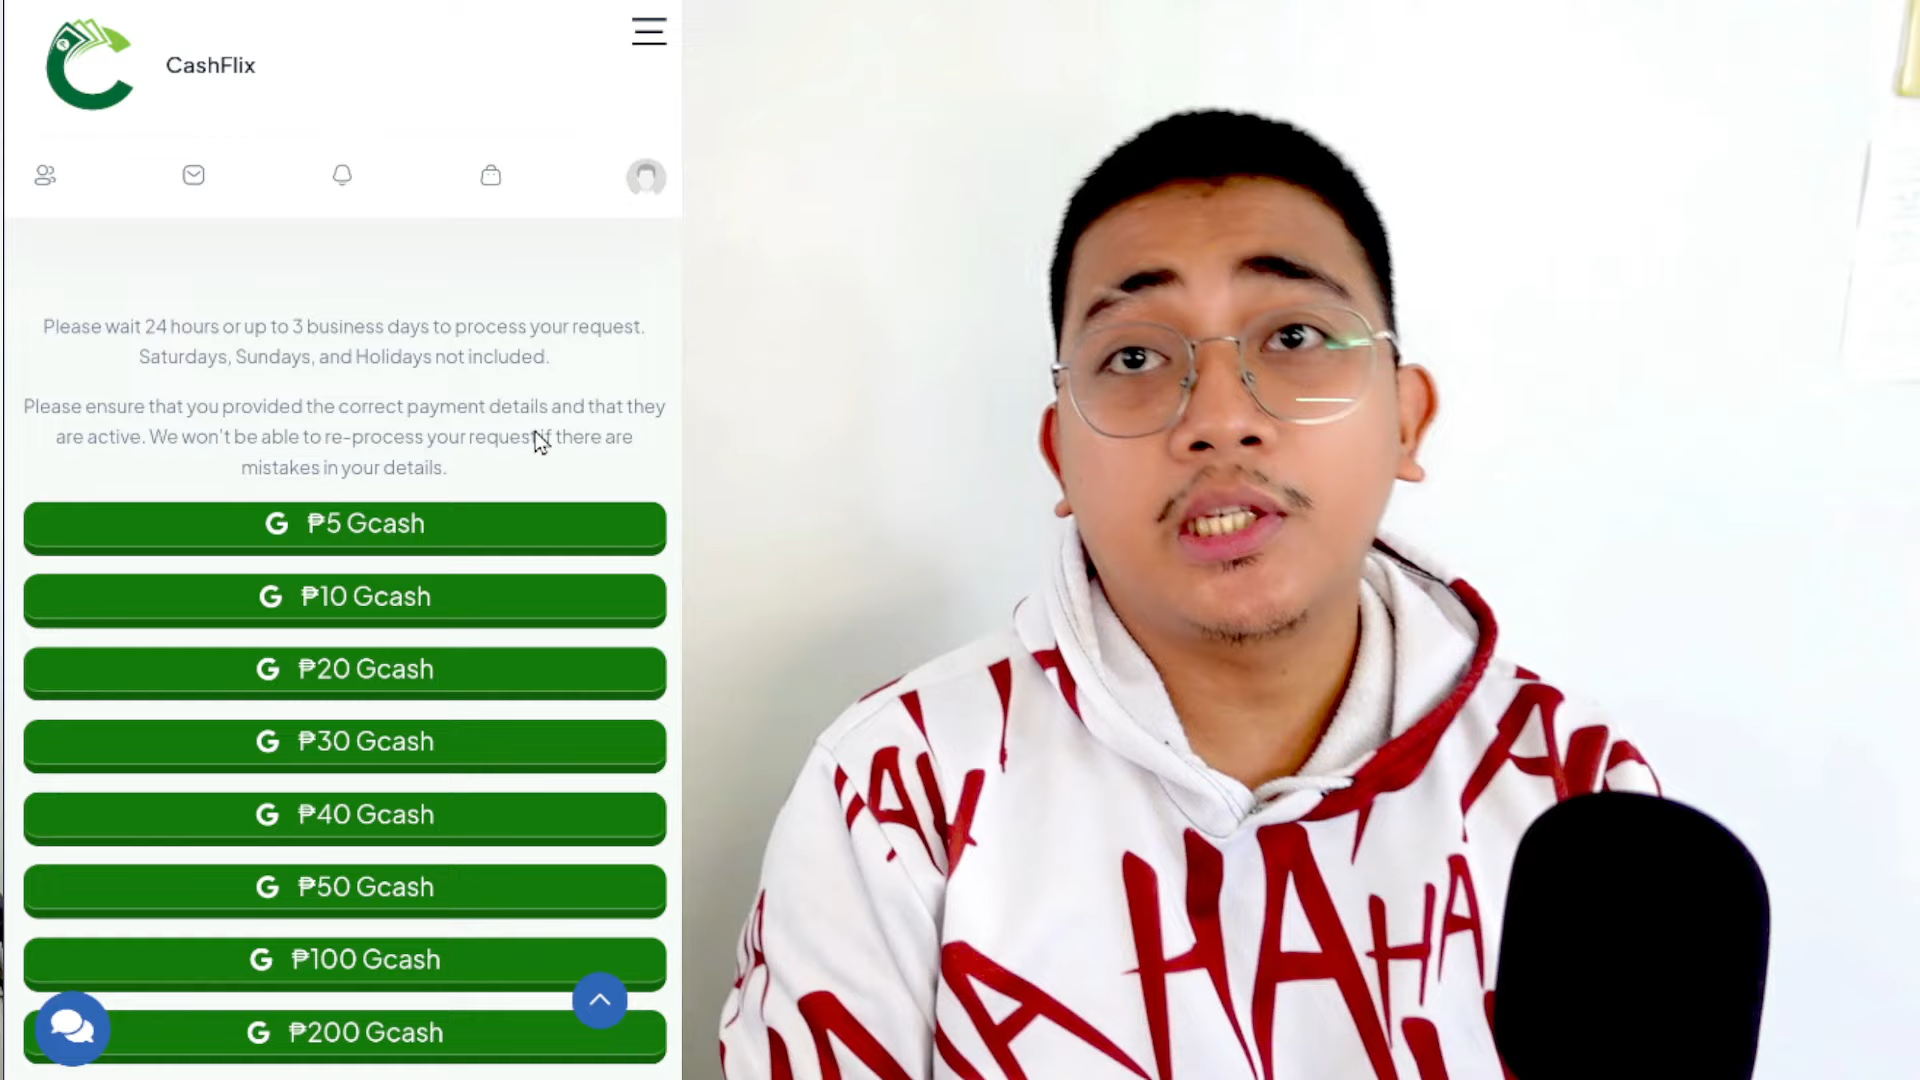 CashFlix
Please wait 24 hours or up to 3 business days to process your request.
Saturdays, Sundays, and Holidays not included.
Please ensure that you provided the correct payment details and that they
are active. We won't be able to re-process your request if there are
mistakes in your details.
G ₱5 Gcash
G ₱10 Gcash
G ₱20 Gcash
G ₱30 Gcash
G ₱40 Gcash
G ₱50 Gcash
G ₱100 Gcash
G ₱200 Gcash
HA
HA